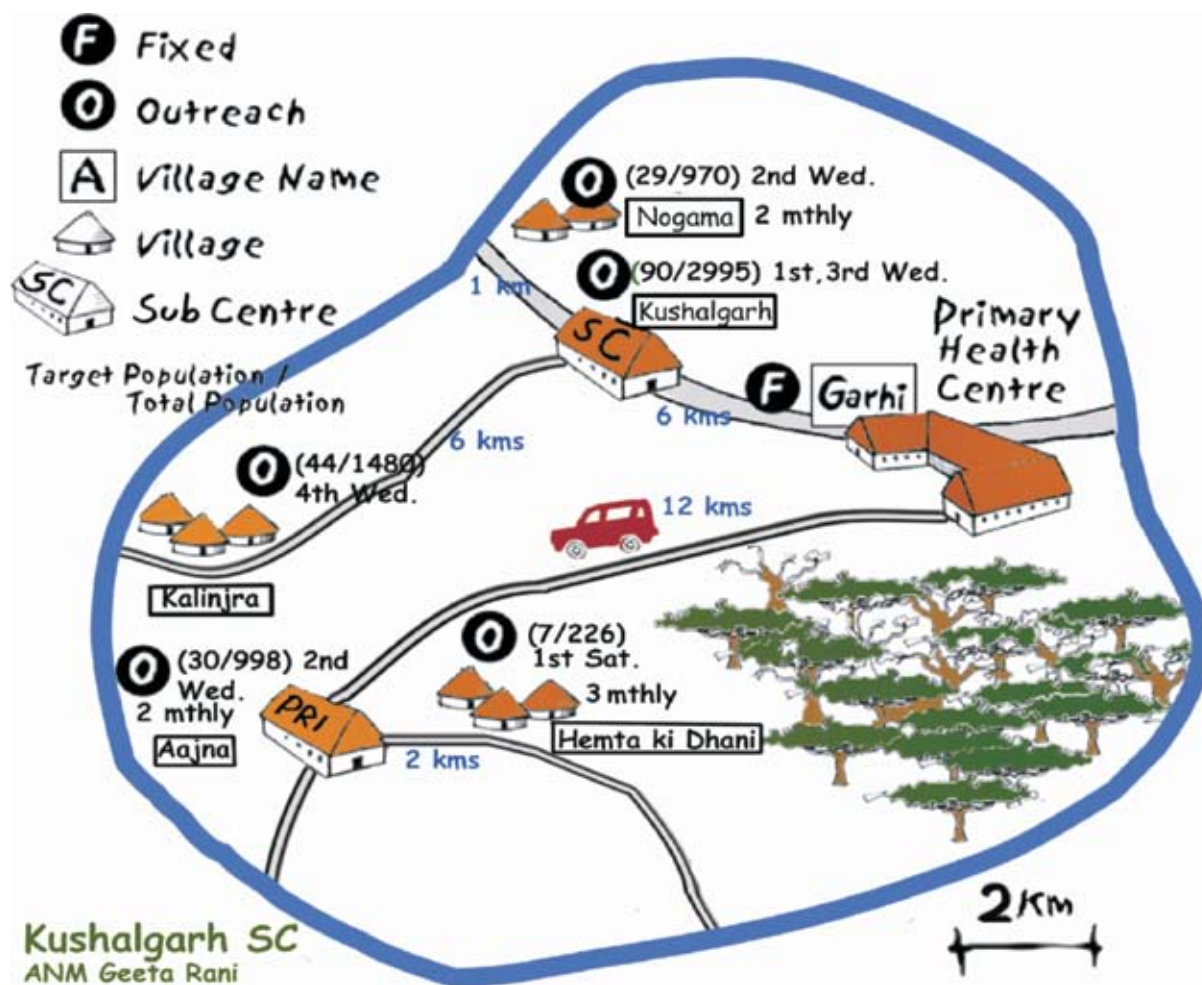 F Fixed
O Outreach
A Village Name
Village
SC Sub Centre
Target Population /
Total Population
O (29/970) 2nd Wed.
Nogama 2 mthly
O (90/2995) 1st,3rd Wed.
Kushalgarh
1 km
SC
Primary
Health
Centre
F Garhi
6 kms
6 kms
O (44/1480)
4th Wed.
12 kms
Kalinjra
O (7/226)
1st Sat.
3 mthly
Hemta ki Dhani
O (30/998) 2nd
Wed.
2 mthly
Aajna
PRI
2 kms
2 Km
Kushalgarh SC
ANM Geeta Rani